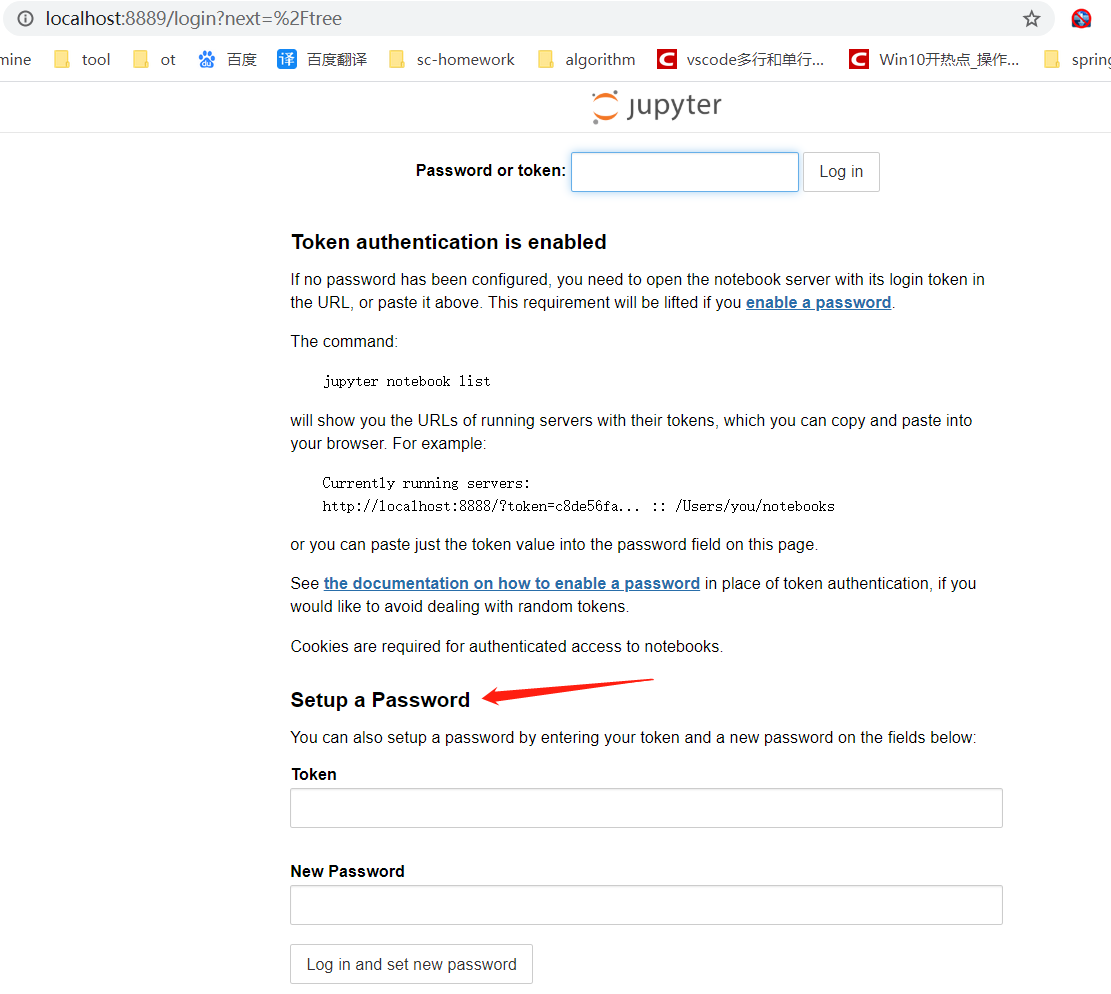 localhost:8889/login?next=%2Ftree
mine tool ot 百度 译 百度翻译 sc-homework algorithm C vscode多行和单行... C Win10开热点_操作... spring
jupyter
Password or token: Log in
Token authentication is enabled
If no password has been configured, you need to open the notebook server with its login token in
the URL, or paste it above. This requirement will be lifted if you enable a password.
The command:
jupyter notebook list
will show you the URLs of running servers with their tokens, which you can copy and paste into
your browser. For example:
Currently running servers:
http://localhost:8888/?token=c8de56fa... :: /Users/you/notebooks
or you can paste just the token value into the password field on this page.
See the documentation on how to enable a password in place of token authentication, if you
would like to avoid dealing with random tokens.
Cookies are required for authenticated access to notebooks.
Setup a Password
You can also setup a password by entering your token and a new password on the fields below:
Token
New Password
Log in and set new password